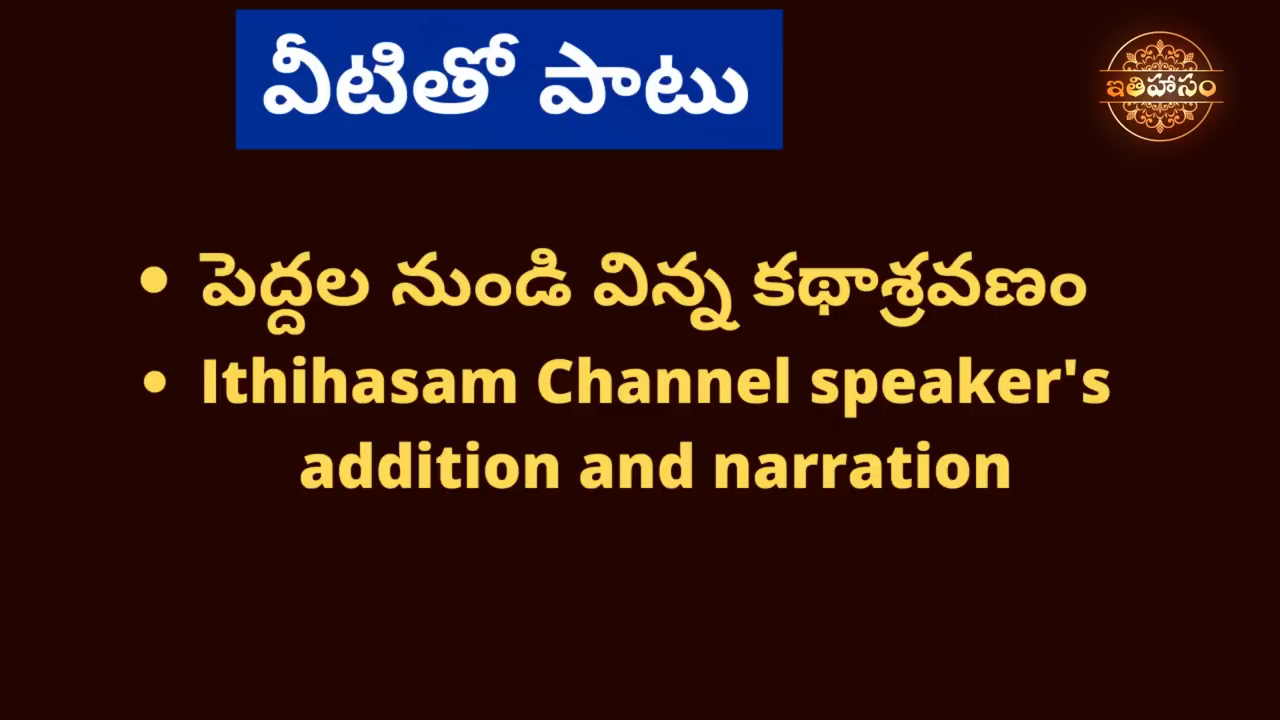 వీటితో పాటు
ఇతిహాసం
• పెద్దల నుండి విన్న కథాశ్రవణం
• Ithihasam Channel speaker's
addition and narration